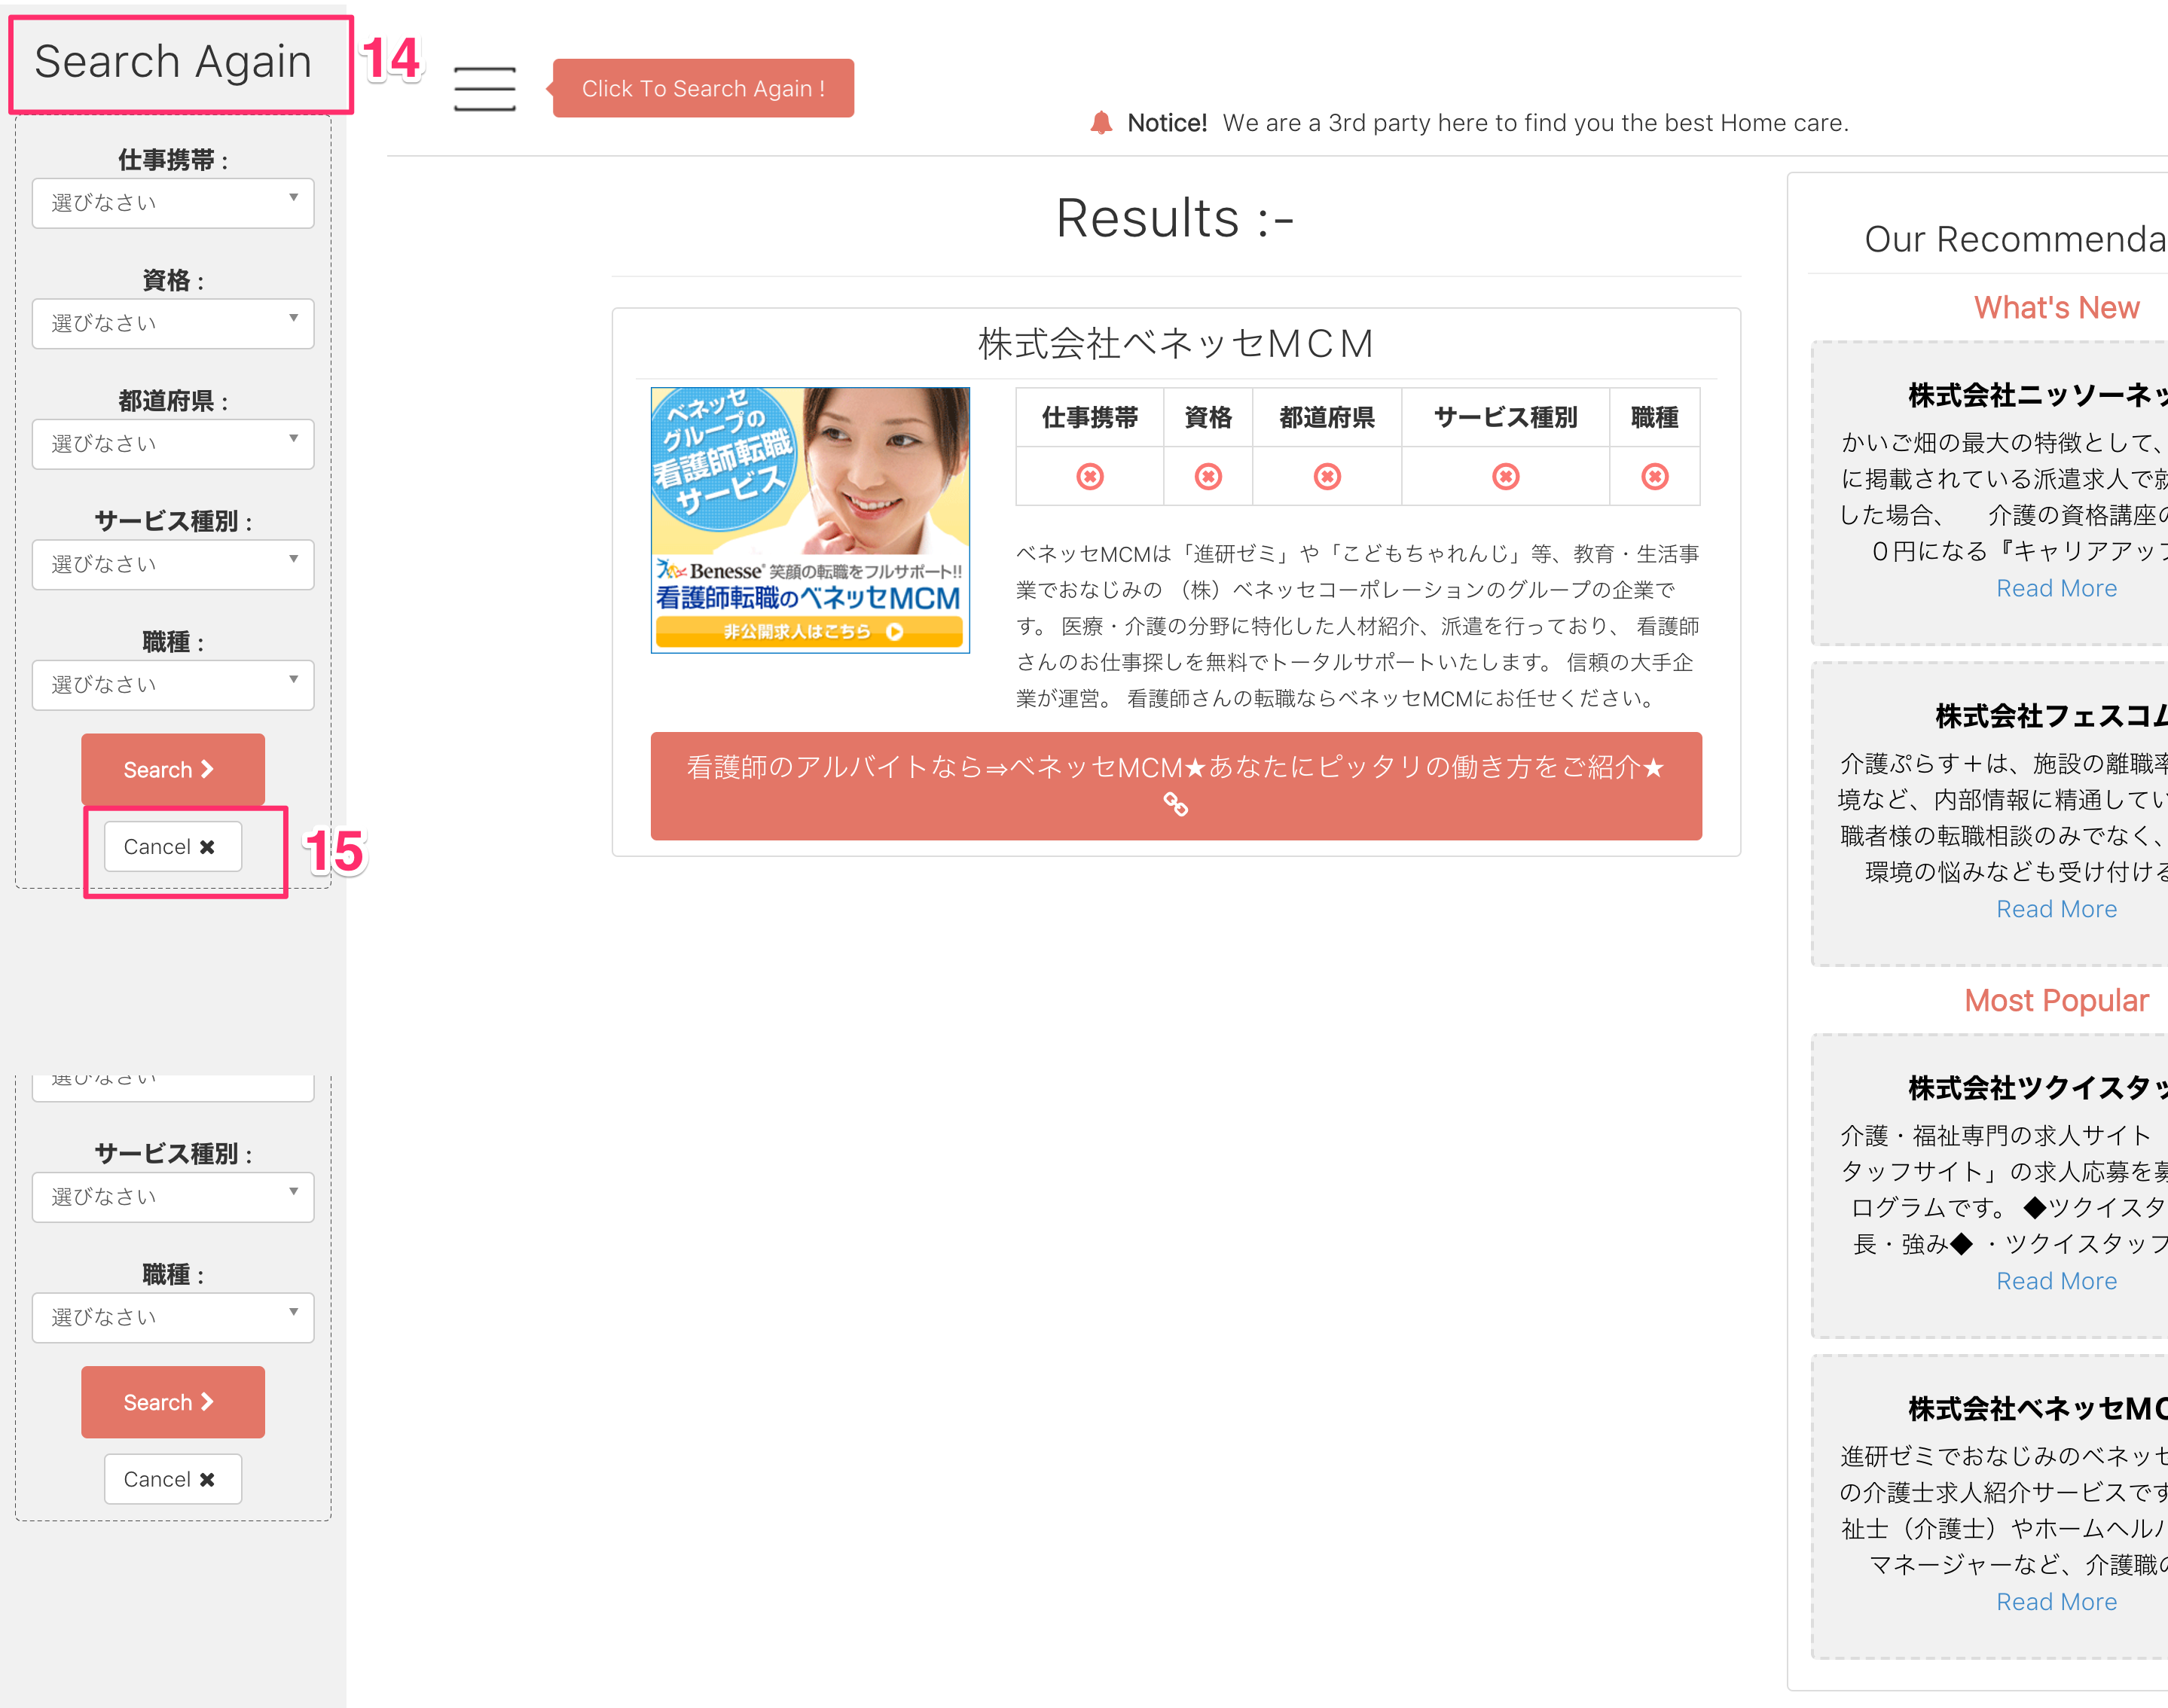 Search Again
14
仕事携帯 :
選びなさい
資格 :
選びなさい
都道府県 :
選びなさい
サービス種別 :
選びなさい
職種 :
選びなさい
Search
Cancel
15
サービス種別 :
選びなさい
職種 :
選びなさい
Search
Cancel
Click To Search Again !
Notice! We are a 3rd party here to find you the best Home care.
Results :-
株式会社ベネッセMCM
ベネッセ
グループの
看護師転職
サービス
Benesse® 笑顔の転職をフルサポート!!
看護師転職のベネッセMCM
非公開求人はこちら
仕事携帯 資格 都道府県 サービス種別 職種
ベネッセMCMは「進研ゼミ」や「こどもちゃれんじ」等、教育・生活事
業でおなじみの （株）ベネッセコーポレーションのグループの企業で
す。 医療・介護の分野に特化した人材紹介、派遣を行っており、 看護師
さんのお仕事探しを無料でトータルサポートいたします。 信頼の大手企
業が運営。 看護師さんの転職ならベネッセMCMにお任せください。
看護師のアルバイトなら⇒ベネッセMCM★あなたにピッタリの働き方をご紹介★
Our Recommenda
What's New
株式会社ニッソーネッ
かいご畑の最大の特徴として、
に掲載されている派遣求人で就
した場合、 介護の資格講座の
０円になる『キャリアアップ
Read More
株式会社フェスコム
介護ぷらす＋は、施設の離職率
境など、内部情報に精通してい
職者様の転職相談のみでなく、
環境の悩みなども受け付ける
Read More
Most Popular
株式会社ツクイスタッ
介護・福祉専門の求人サイト
タッフサイト」の求人応募を募
ログラムです。 ◆ツクイスタ
長・強み◆ ・ツクイスタッフ
Read More
株式会社ベネッセMC
進研ゼミでおなじみのベネッセ
の介護士求人紹介サービスです
祉士（介護士）やホームヘルパ
マネージャーなど、介護職の
Read More